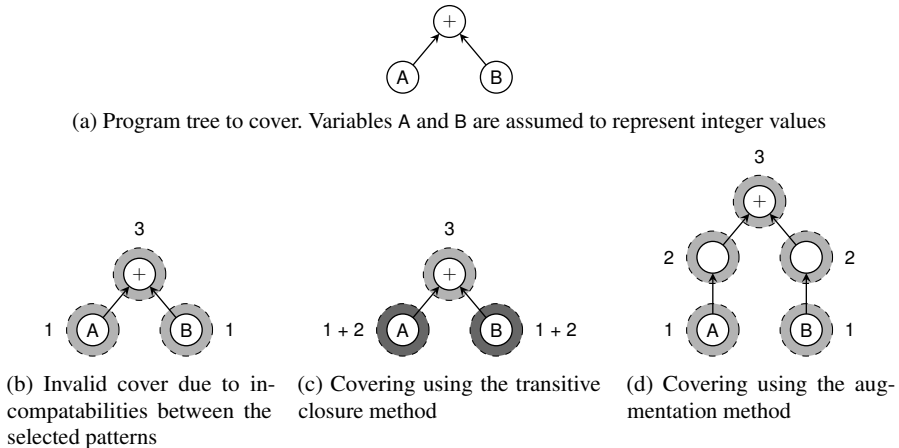 +
A B
(a) Program tree to cover. Variables A and B are assumed to represent integer values
3
+
1 A B 1
(b) Invalid cover due to in-
compatabilities between the
selected patterns
3
+
1 + 2 A B 1 + 2
(c) Covering using the transitive
closure method
3
+
2 2
1 A B 1
(d) Covering using the aug-
mentation method